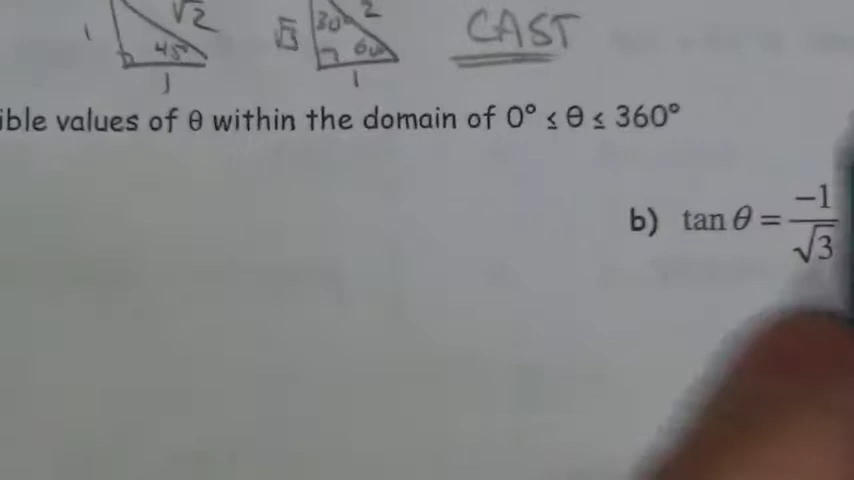 1 √2 √3 30° 2 CAST
45° 60°
1 1
ible values of θ within the domain of 0° ≤ θ ≤ 360°
b) tan θ = -1/√3